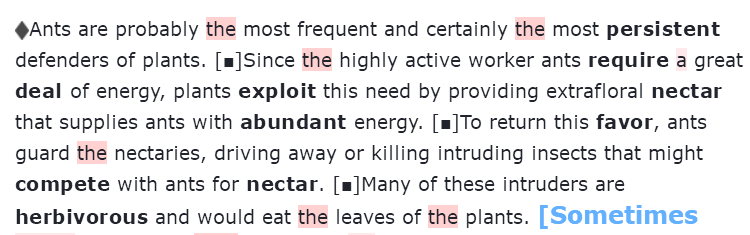 ◆Ants are probably the most frequent and certainly the most persistent
defenders of plants. [■]Since the highly active worker ants require a great
deal of energy, plants exploit this need by providing extrafloral nectar
that supplies ants with abundant energy. [■]To return this favor, ants
guard the nectaries, driving away or killing intruding insects that might
compete with ants for nectar. [■]Many of these intruders are
herbivorous and would eat the leaves of the plants. [Sometimes